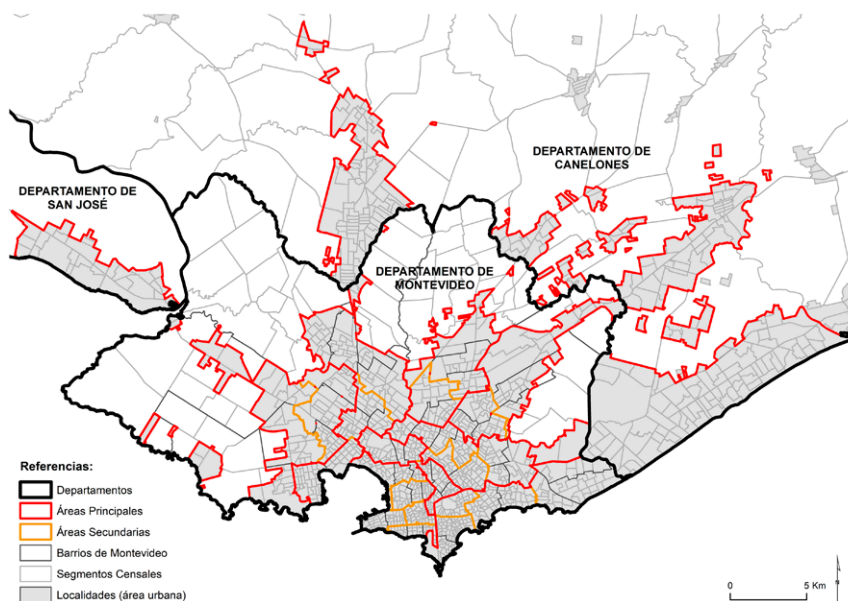 DEPARTAMENTO DE
CANELONES
DEPARTAMENTO DE
SAN JOSÉ
DEPARTAMENTO DE
MONTEVIDEO
Referencias:
Departamentos
Áreas Principales
Áreas Secundarias
Barrios de Montevideo
Segmentos Censales
Localidades (área urbana)
0 5 Km